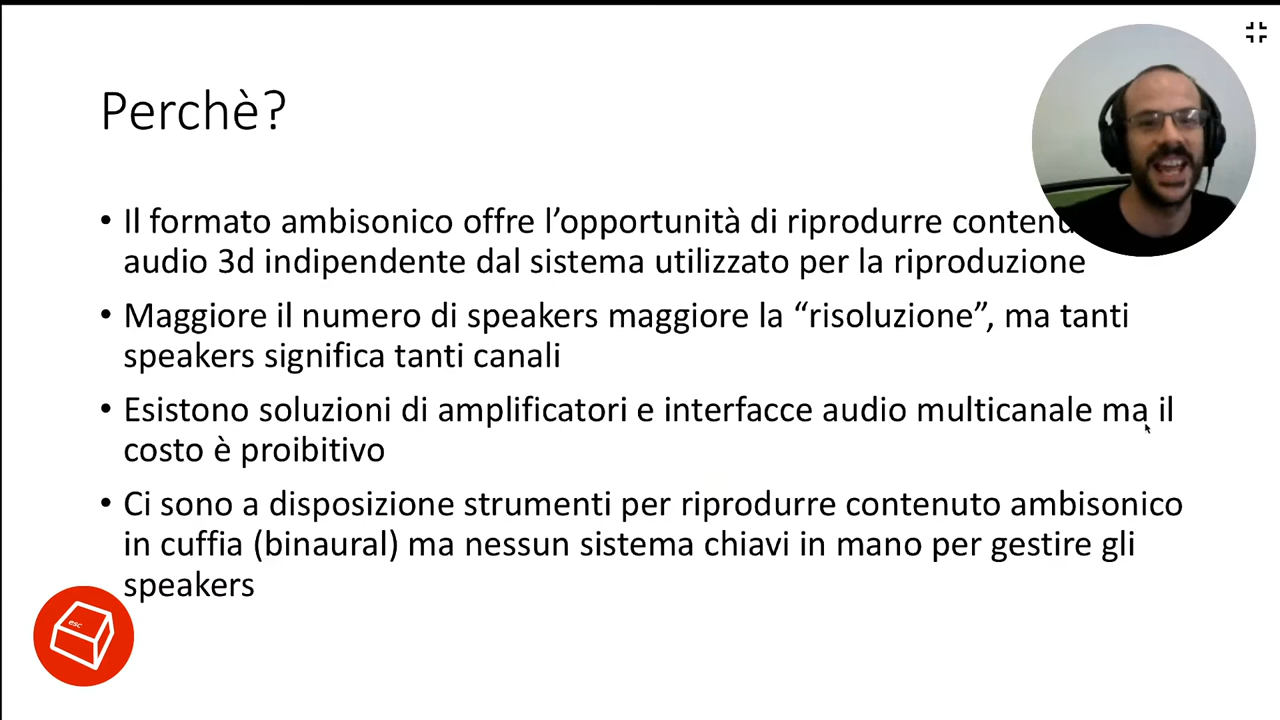 Perchè?
• Il formato ambisonico offre l’opportunità di riprodurre
audio 3d indipendente dal sistema utilizzato per la riproduzione
• Maggiore il numero di speakers maggiore la “risoluzione”, ma tanti
speakers significa tanti canali
• Esistono soluzioni di amplificatori e interfacce audio multicanale ma il
costo è proibitivo
• Ci sono a disposizione strumenti per riprodurre contenuto ambisonico
in cuffia (binaural) ma nessun sistema chiavi in mano per gestire gli
speakers
esc